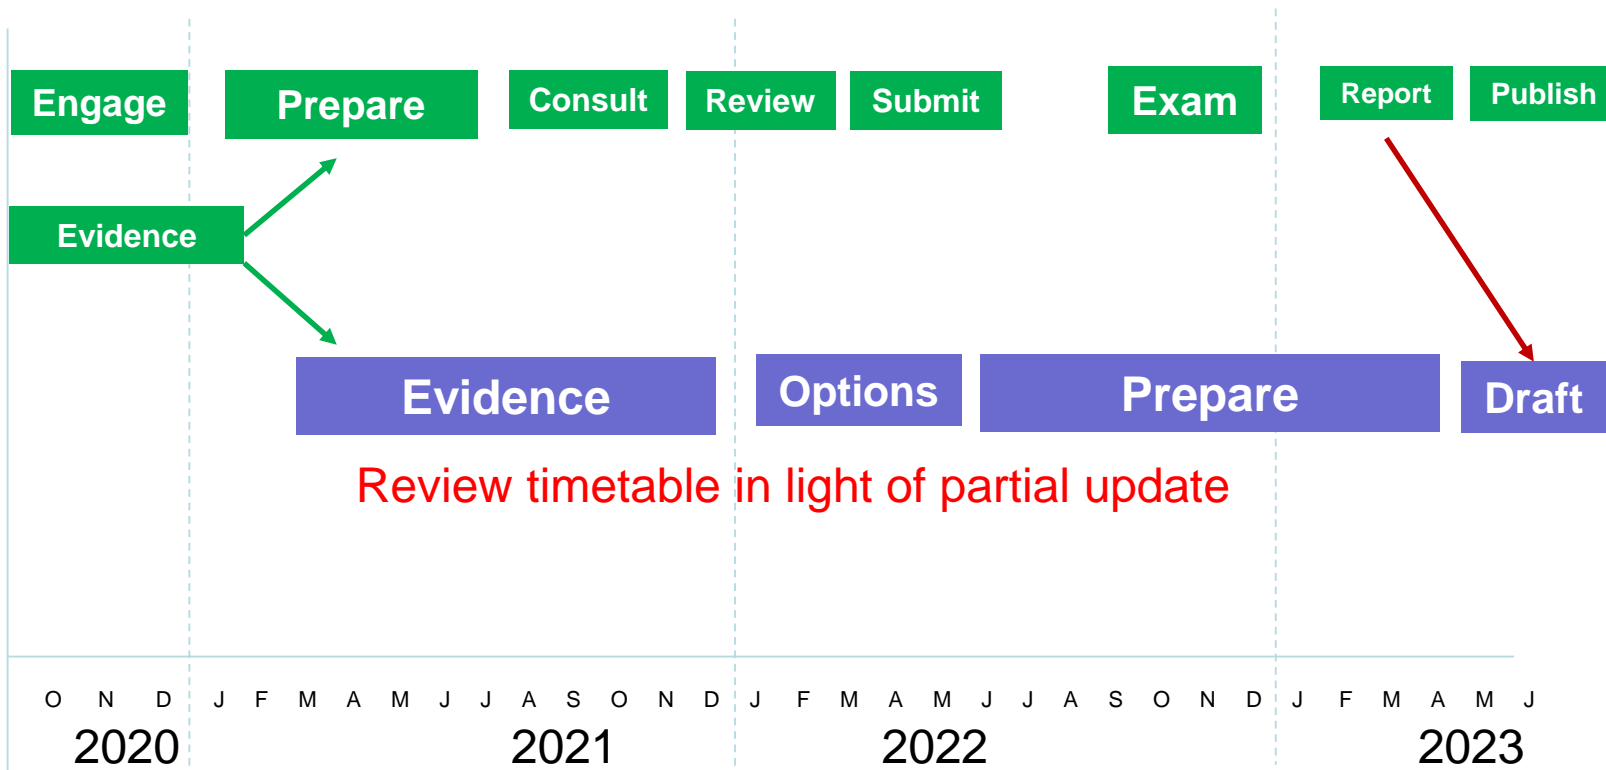 Engage Prepare Consult Review Submit Exam Report Publish
Evidence
Evidence Options Prepare Draft
Review timetable in light of partial update
O N D J F M A M J J A S O N D J F M A M J J A S O N D J F M A M J
2020 2021 2022 2023